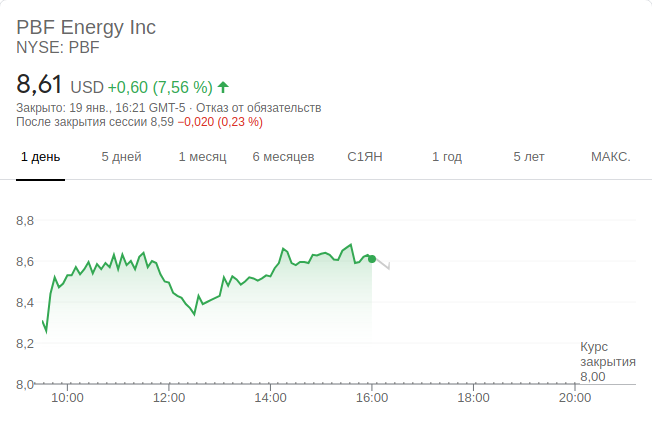 PBF Energy Inc
NYSE: PBF
8,61 USD +0,60 (7,56 %)
Закрыто: 19 янв., 16:21 GMT-5 · Отказ от обязательств
После закрытия сессии 8,59 −0,020 (0,23 %)
1 день 5 дней 1 месяц 6 месяцев С1ЯН 1 год 5 лет МАКС.
8,8
8,6
8,4
8,2
Курс
закрытия
8,00
8,0
10:00 12:00 14:00 16:00 18:00 20:00